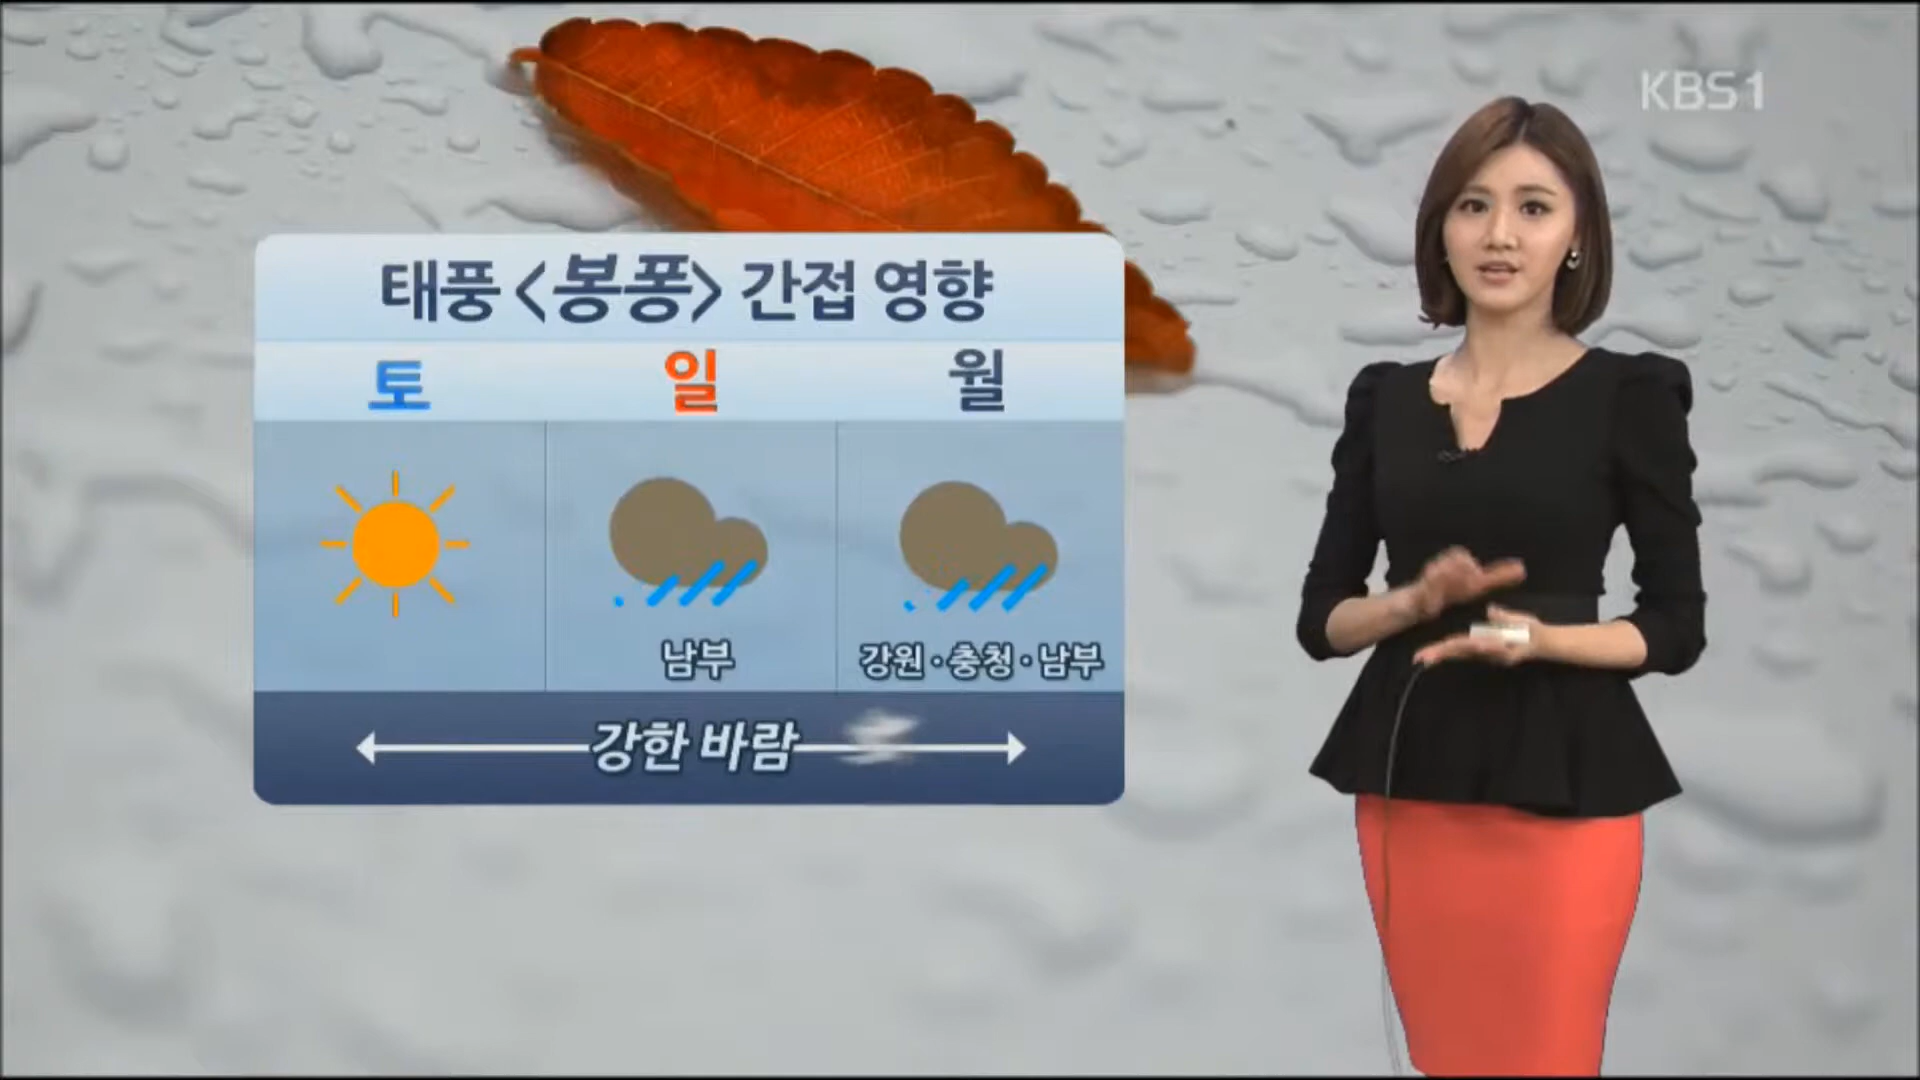 KBS1
태풍 <봉퐁> 간접 영향
토 일 월
남부 강원·충청·남부
강한 바람